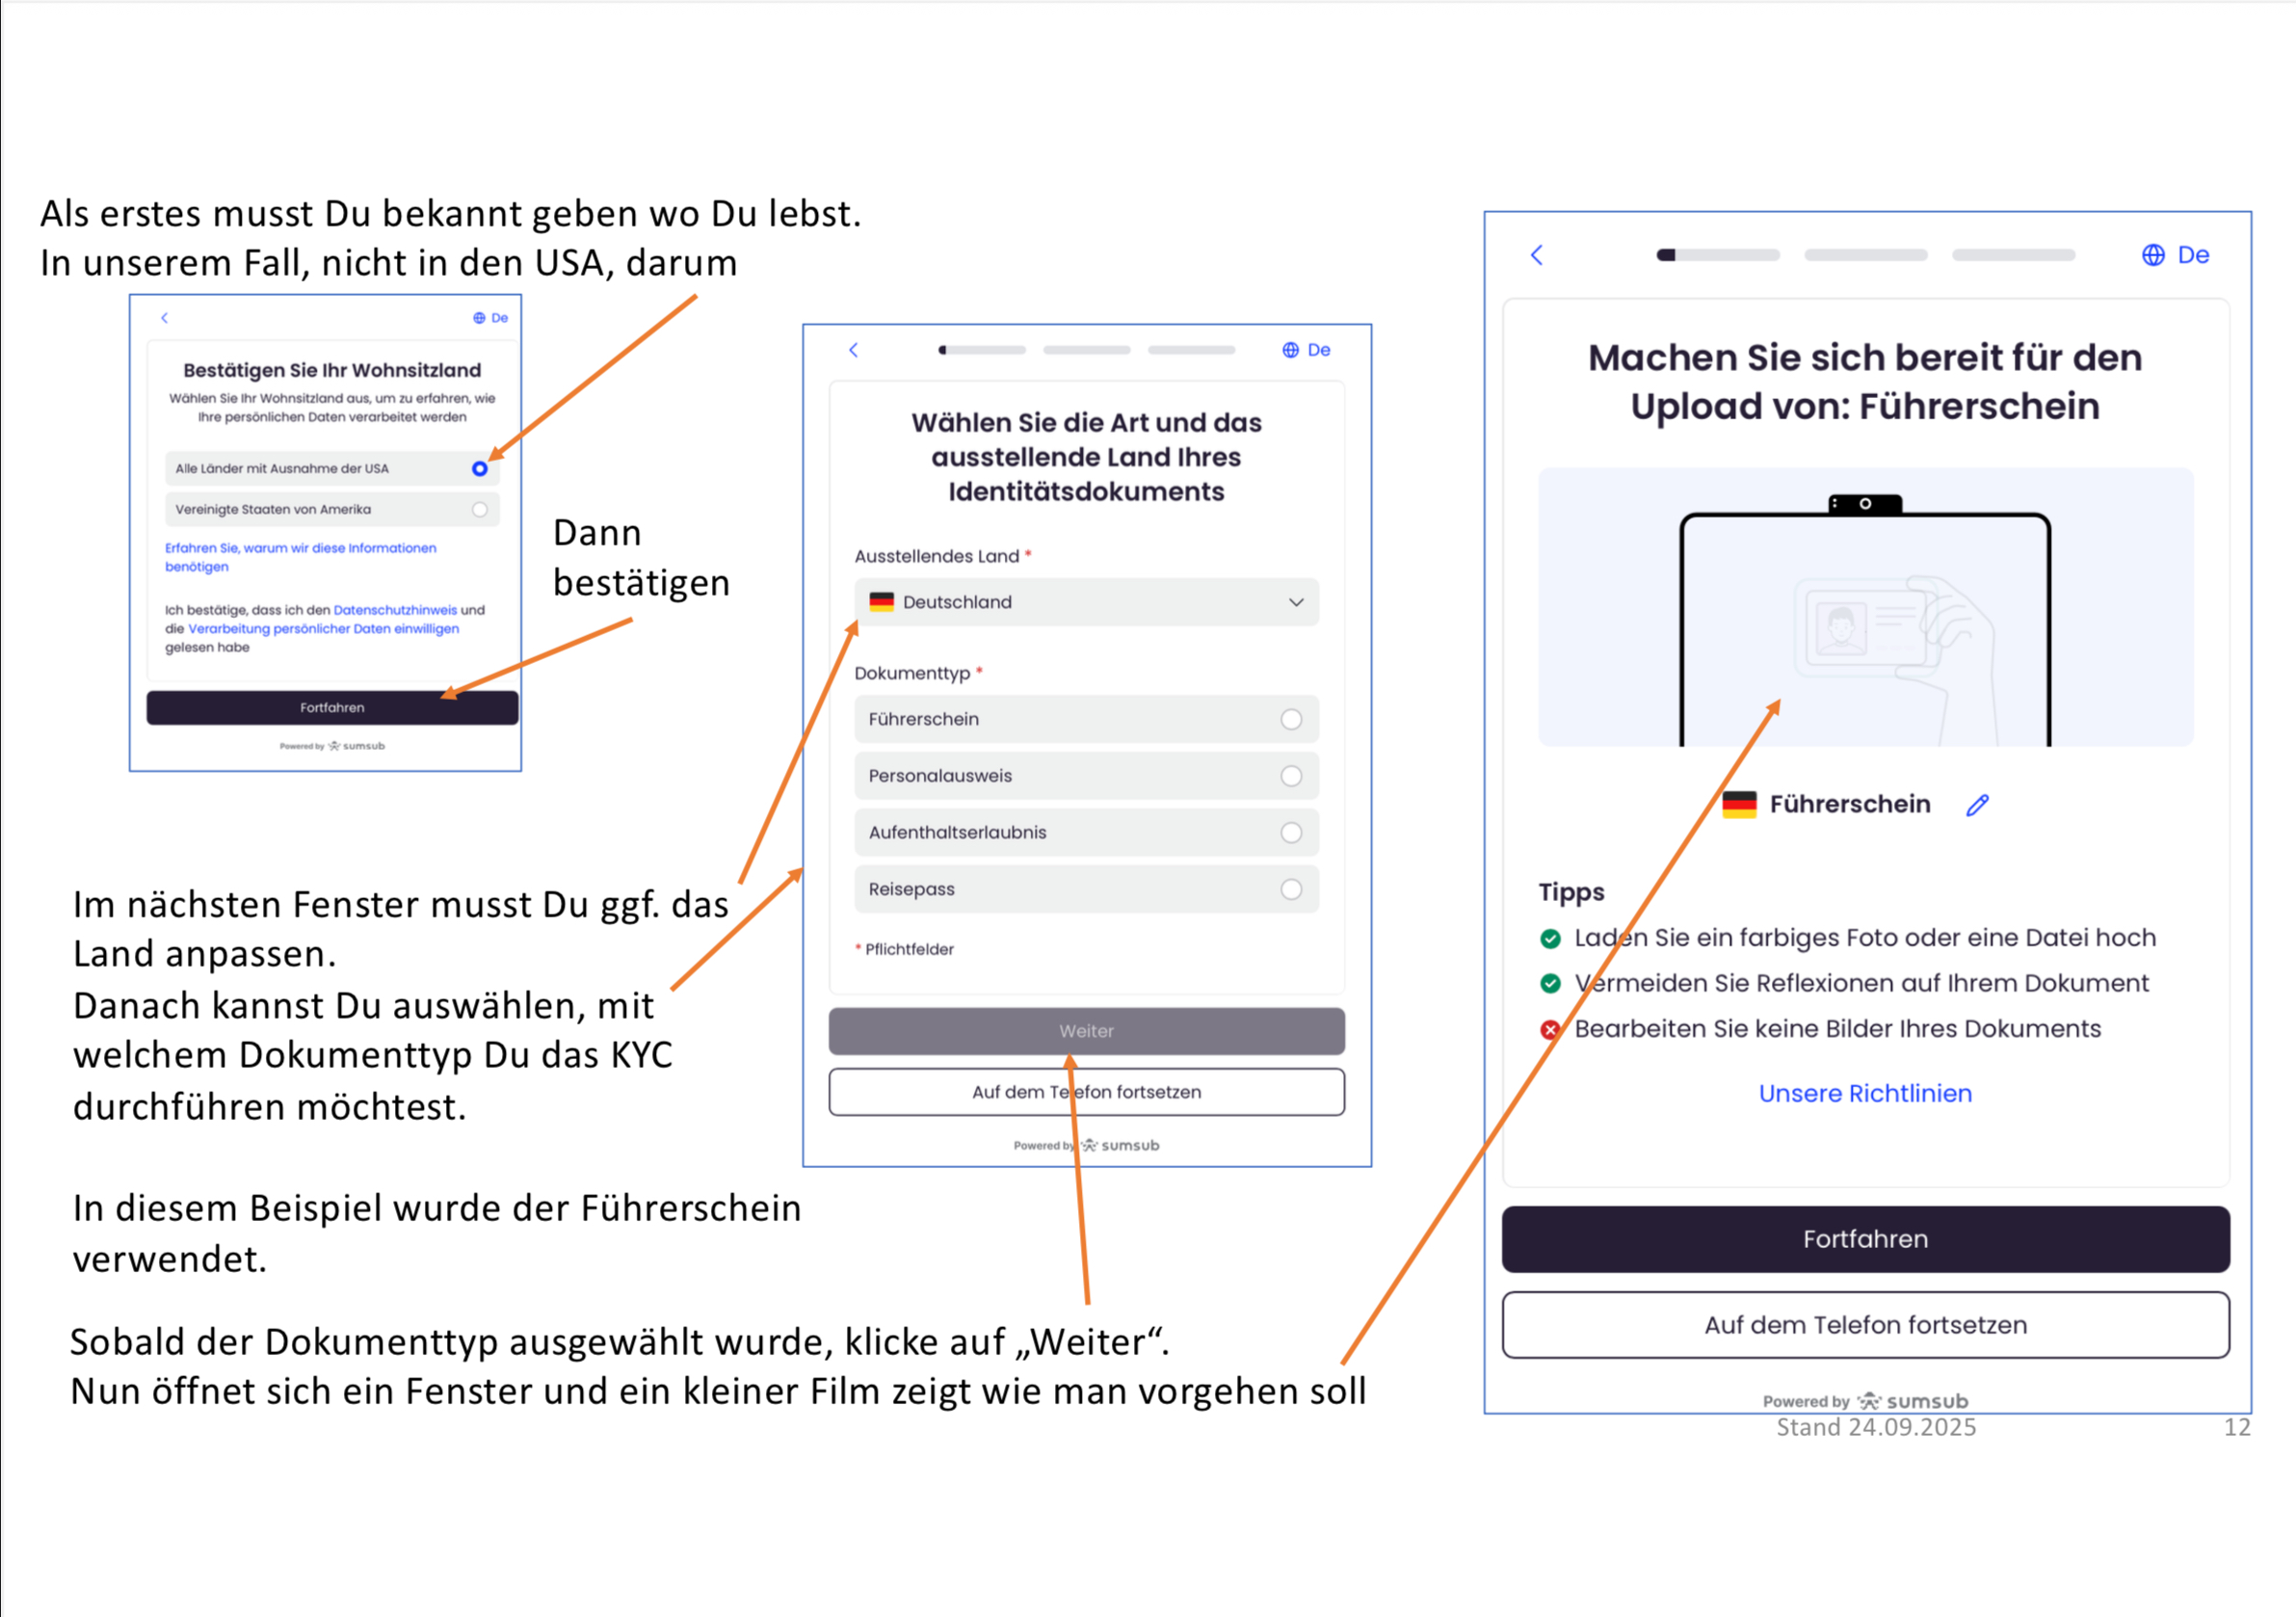 Als erstes musst Du bekannt geben wo Du lebst.
In unserem Fall, nicht in den USA, darum
De
Bestätigen Sie Ihr Wohnsitzland
Wählen Sie Ihr Wohnsitzland aus, um zu erfahren, wie
Ihre persönlichen Daten verarbeitet werden
Alle Länder mit Ausnahme der USA
Vereinigte Staaten von Amerika
Erfahren Sie, warum wir diese Informationen
benötigen
Ich bestätige, dass ich den Datenschutzhinweis und
die Verarbeitung persönlicher Daten einwilligen
gelesen habe
Fortfahren
Powered by sumsub
Dann
bestätigen
Im nächsten Fenster musst Du ggf. das
Land anpassen.
Danach kannst Du auswählen, mit
welchem Dokumenttyp Du das KYC
durchführen möchtest.
In diesem Beispiel wurde der Führerschein
verwendet.
De
Wählen Sie die Art und das
ausstellende Land Ihres
Identitätsdokuments
Ausstellendes Land *
Deutschland
Dokumenttyp *
Führerschein
Personalausweis
Aufenthaltserlaubnis
Reisepass
* Pflichtfelder
Weiter
Auf dem Telefon fortsetzen
Powered by sumsub
Sobald der Dokumenttyp ausgewählt wurde, klicke auf „Weiter“.
Nun öffnet sich ein Fenster und ein kleiner Film zeigt wie man vorgehen soll
De
Machen Sie sich bereit für den
Upload von: Führerschein
Führerschein
Tipps
Laden Sie ein farbiges Foto oder eine Datei hoch
Vermeiden Sie Reflexionen auf Ihrem Dokument
Bearbeiten Sie keine Bilder Ihres Dokuments
Unsere Richtlinien
Fortfahren
Auf dem Telefon fortsetzen
Powered by sumsub
Stand 24.09.2025
12